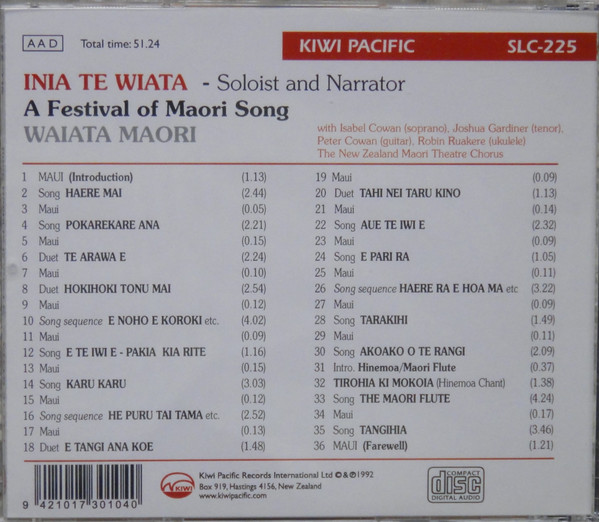 AAD Total time: 51.24
KIWI PACIFIC SLC-225
INIA TE WIATA - Soloist and Narrator
A Festival of Maori Song
WAIATA MAORI
with Isabel Cowan (soprano), Joshua Gardiner (tenor),
Peter Cowan (guitar), Robin Ruakere (ukulele)
The New Zealand Maori Theatre Chorus
1 MAUI (Introduction) (1.13)
2 Song HAERE MAI (2.44)
3 Maui (0.05)
4 Song POKAREKARE ANA (2.21)
5 Maui (0.15)
6 Duet TE ARAWA E (2.24)
7 Maui (0.10)
8 Duet HOKIHOKI TONU MAI (2.54)
9 Maui (0.12)
10 Song sequence E NOHO E KOROKI etc. (4.02)
11 Maui (0.09)
12 Song E TE IWI E - PAKIA KIA RITE (1.16)
13 Maui (0.15)
14 Song KARU KARU (3.03)
15 Maui (0.12)
16 Song sequence HE PURU TAI TAMA etc. (2.52)
17 Maui (0.13)
18 Duet E TANGI ANA KOE (1.48)
19 Maui (0.09)
20 Duet TAHI NEI TARU KINO (1.13)
21 Maui (0.14)
22 Song AUE TE IWI E (2.32)
23 Maui (0.09)
24 Song E PARI RA (1.05)
25 Maui (0.11)
26 Song sequence HAERE RA E HOA MA etc (3.22)
27 Maui (0.09)
28 Song TARAKIHI (1.49)
29 Maui (0.11)
30 Song AKOAKO O TE RANGI (2.09)
31 Intro. Hinemoa/Maori Flute (0.37)
32 TIROHIA KI MOKOIA (Hinemoa Chant) (1.38)
33 Song THE MAORI FLUTE (4.24)
34 Maui (0.17)
35 Song TANGIHIA (3.46)
36 MAUI (Farewell) (1.21)
9 421017 301040
KIWI
Kiwi Pacific Records International Ltd ©&℗1992
Box 919, Hastings 4156, New Zealand
www.kiwipacific.com
COMPACT
disc
DIGITAL AUDIO